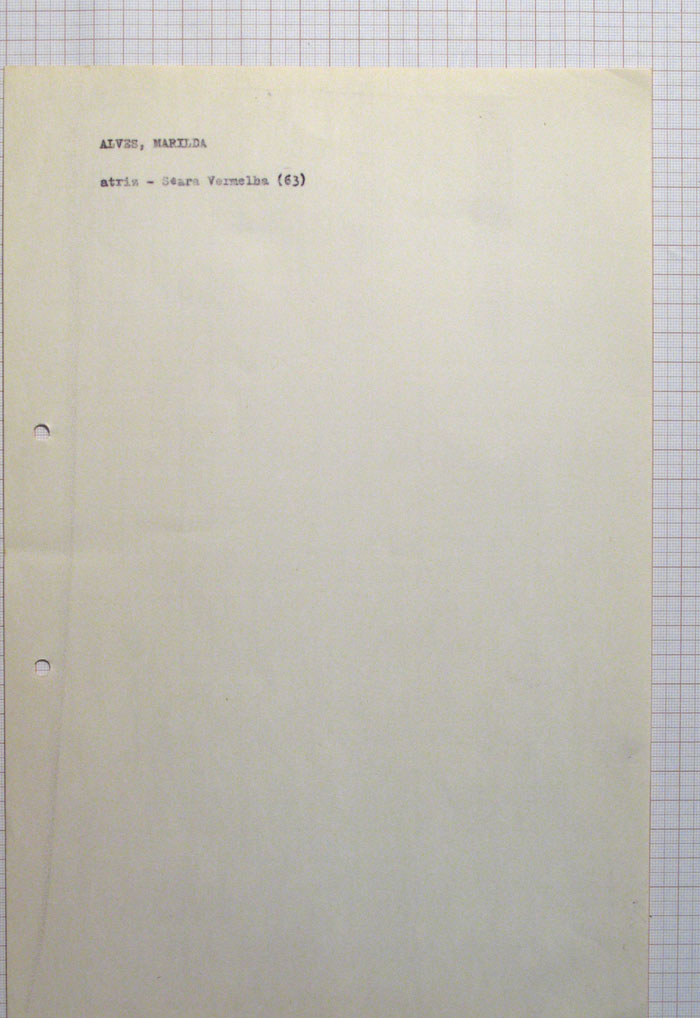 ALVES, MARILDA
atriz - Seara Vermelha (63)